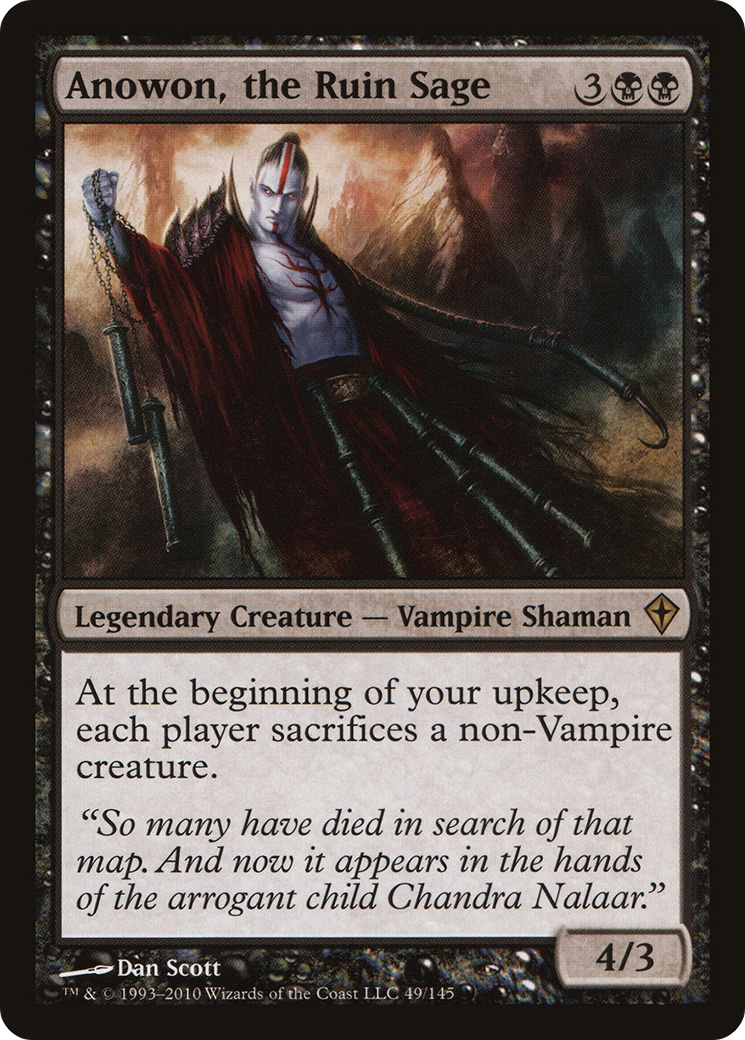 Anowon, the Ruin Sage 3
Legendary Creature — Vampire Shaman
At the beginning of your upkeep,
each player sacrifices a non-Vampire
creature.
“So many have died in search of that
map. And now it appears in the hands
of the arrogant child Chandra Nalaar.”
4/3
Dan Scott
™ & © 1993–2010 Wizards of the Coast LLC 49/145